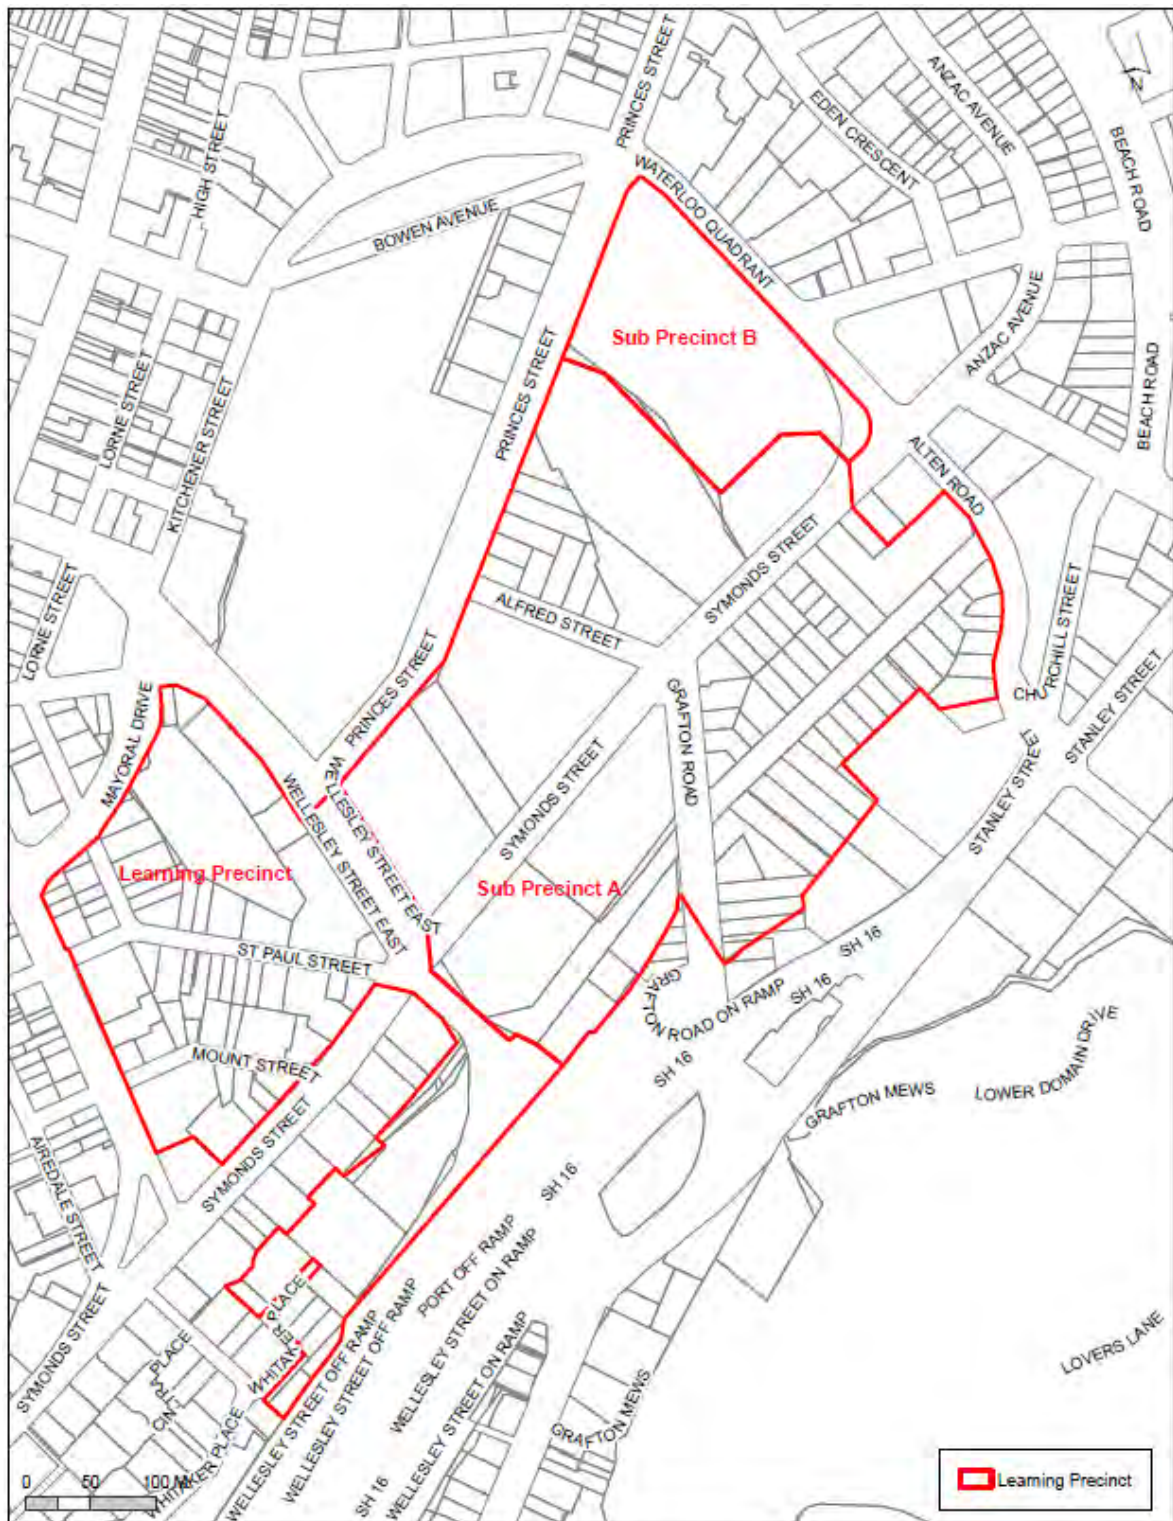 PRINCES STREET
ANZAC AVENUE
EDEN CRESCENT
N
BEACH ROAD
HIGH STREET
WATERLOO QUADRANT
BOWEN AVENUE
Sub Precinct B
ANZAC AVENUE
PRINCES STREET
LORNE STREET
KITCHENER STREET
BEACH ROAD
ALTEN ROAD
SYMONDS STREET
ALFRED STREET
LORNE STREET
CHURCHILL STREET
STANLEY STREET
PRINCES STREET
GRAFTON ROAD
MAYORAL DRIVE
WELLESLEY STREET EAST
WELLESLEY STREET EAST
SYMONDS STREET
STANLEY STREET
Learning Precinct
Sub Precinct A
ST PAUL STREET
SH 16
SH 16
GRAFTON ROAD ON RAMP
MOUNT STREET
SH 16
GRAFTON MEWS
LOWER DOMAIN DRIVE
SYMONDS STREET
AIREDALE STREET
SH 16
PORT OFF RAMP
WELLESLEY STREET ON RAMP
WHITAKER PLACE
WELLESLEY STREET OFF RAMP
WELLESLEY STREET OFF RAMP
WELLESLEY STREET ON RAMP
LOVERS LANE
SYMONDS STREET
CINTRA PLACE
GRAFTON MEWS
WHITAKER PLACE
SH 16
0 50 100 M
Learning Precinct